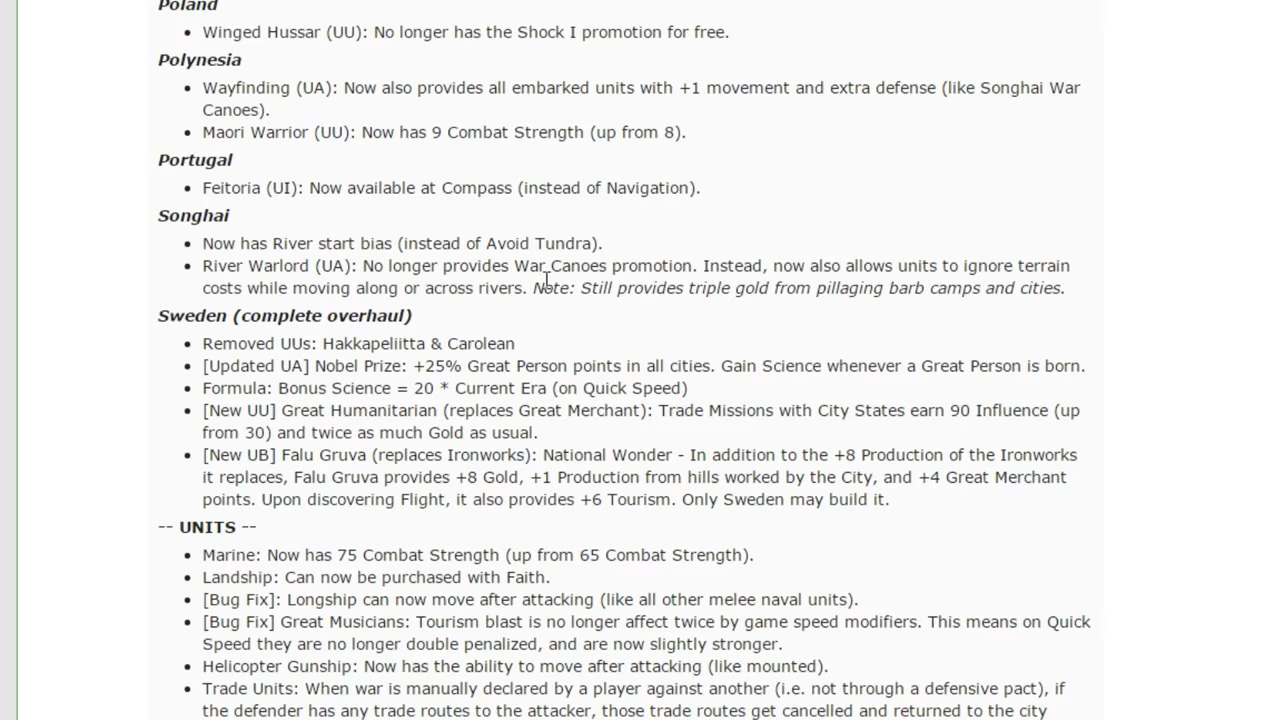 Poland
• Winged Hussar (UU): No longer has the Shock I promotion for free.
Polynesia
• Wayfinding (UA): Now also provides all embarked units with +1 movement and extra defense (like Songhai War
Canoes).
• Maori Warrior (UU): Now has 9 Combat Strength (up from 8).
Portugal
• Feitoria (UI): Now available at Compass (instead of Navigation).
Songhai
• Now has River start bias (instead of Avoid Tundra).
• River Warlord (UA): No longer provides War Canoes promotion. Instead, now also allows units to ignore terrain
costs while moving along or across rivers. Note: Still provides triple gold from pillaging barb camps and cities.
Sweden (complete overhaul)
• Removed UUs: Hakkapeliitta & Carolean
• [Updated UA] Nobel Prize: +25% Great Person points in all cities. Gain Science whenever a Great Person is born.
• Formula: Bonus Science = 20 * Current Era (on Quick Speed)
• [New UU] Great Humanitarian (replaces Great Merchant): Trade Missions with City States earn 90 Influence (up
from 30) and twice as much Gold as usual.
• [New UB] Falu Gruva (replaces Ironworks): National Wonder - In addition to the +8 Production of the Ironworks
it replaces, Falu Gruva provides +8 Gold, +1 Production from hills worked by the City, and +4 Great Merchant
points. Upon discovering Flight, it also provides +6 Tourism. Only Sweden may build it.
-- UNITS --
• Marine: Now has 75 Combat Strength (up from 65 Combat Strength).
• Landship: Can now be purchased with Faith.
• [Bug Fix]: Longship can now move after attacking (like all other melee naval units).
• [Bug Fix] Great Musicians: Tourism blast is no longer affect twice by game speed modifiers. This means on Quick
Speed they are no longer double penalized, and are now slightly stronger.
• Helicopter Gunship: Now has the ability to move after attacking (like mounted).
• Trade Units: When war is manually declared by a player against another (i.e. not through a defensive pact), if
the defender has any trade routes to the attacker, those trade routes get cancelled and returned to the city